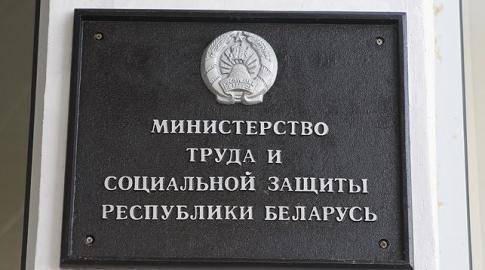 МИНИСТЕРСТВО
ТРУДА И
СОЦИАЛЬНОЙ ЗАЩИТЫ
РЕСПУБЛИКИ БЕЛАРУСЬ